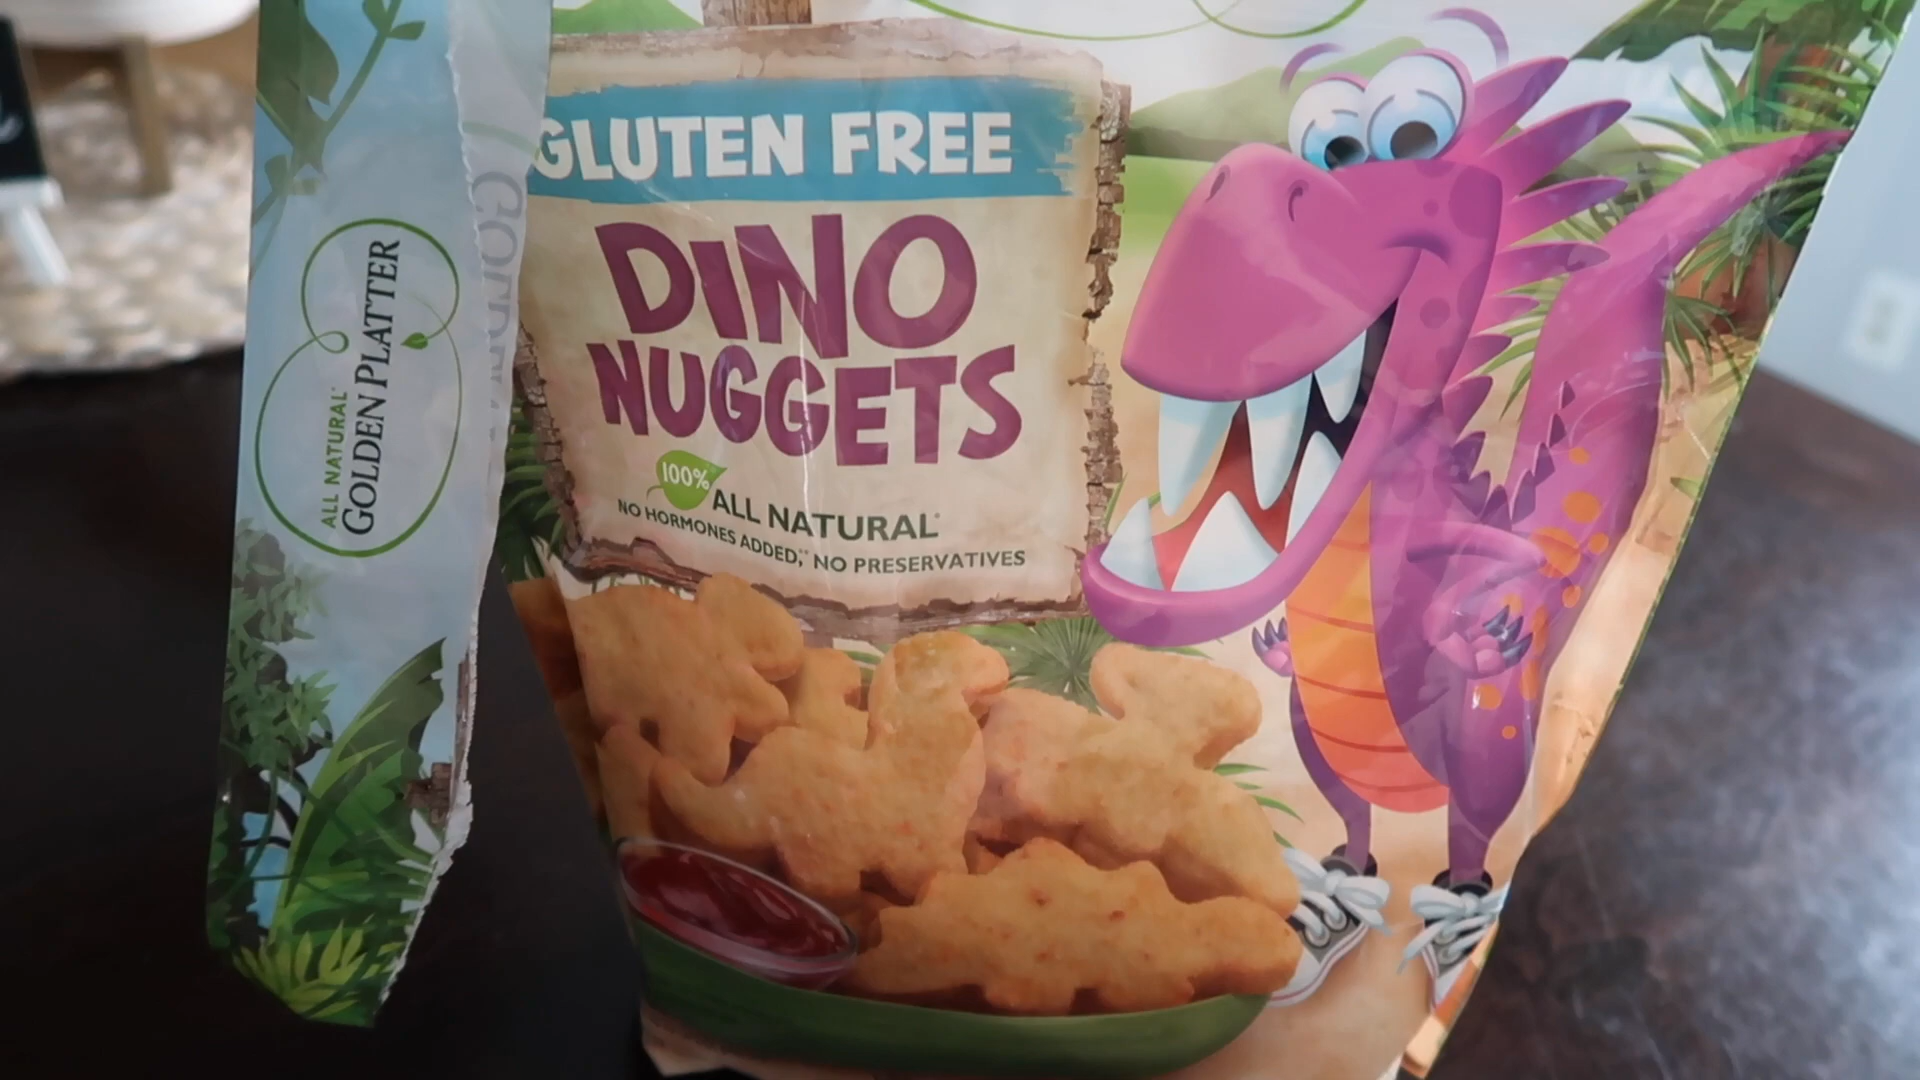 ALL NATURAL*
GOLDEN PLATTER
GLUTEN FREE
DINO
NUGGETS
100%
ALL NATURAL*
NO HORMONES ADDED,** NO PRESERVATIVES